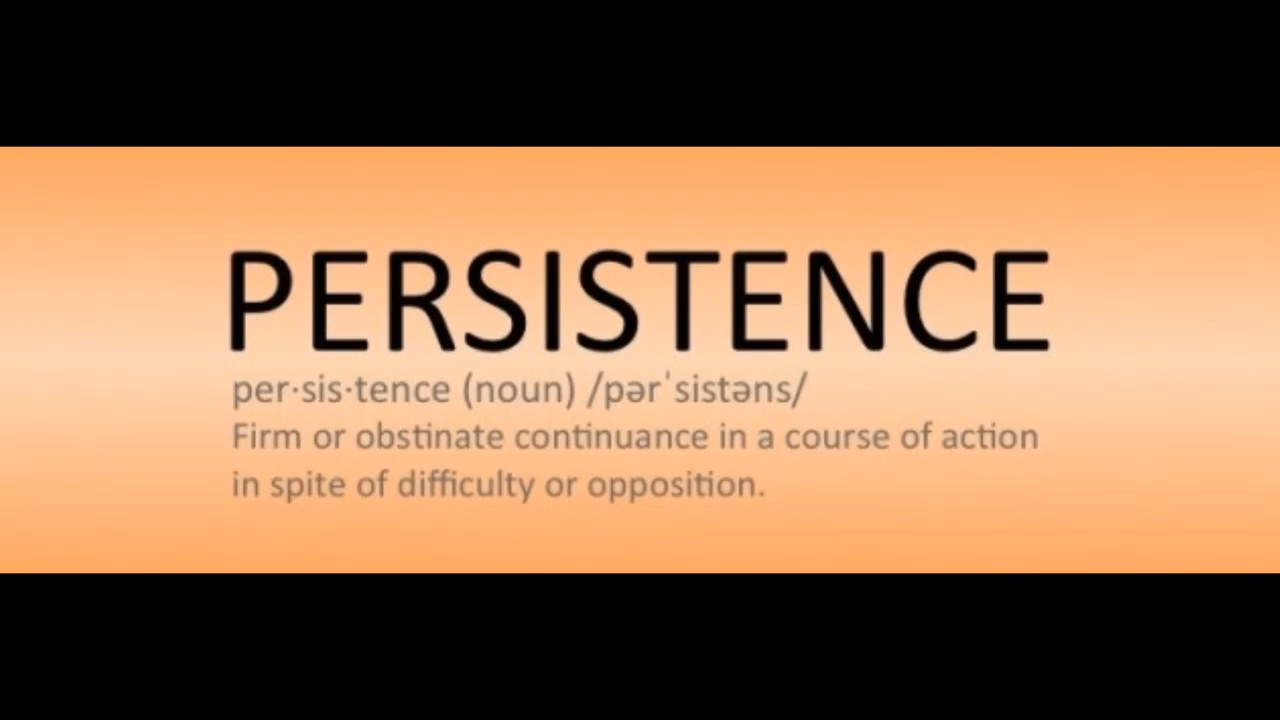 PERSISTENCE
per·sis·tence (noun) /pərˈsistəns/
Firm or obstinate continuance in a course of action
in spite of difficulty or opposition.